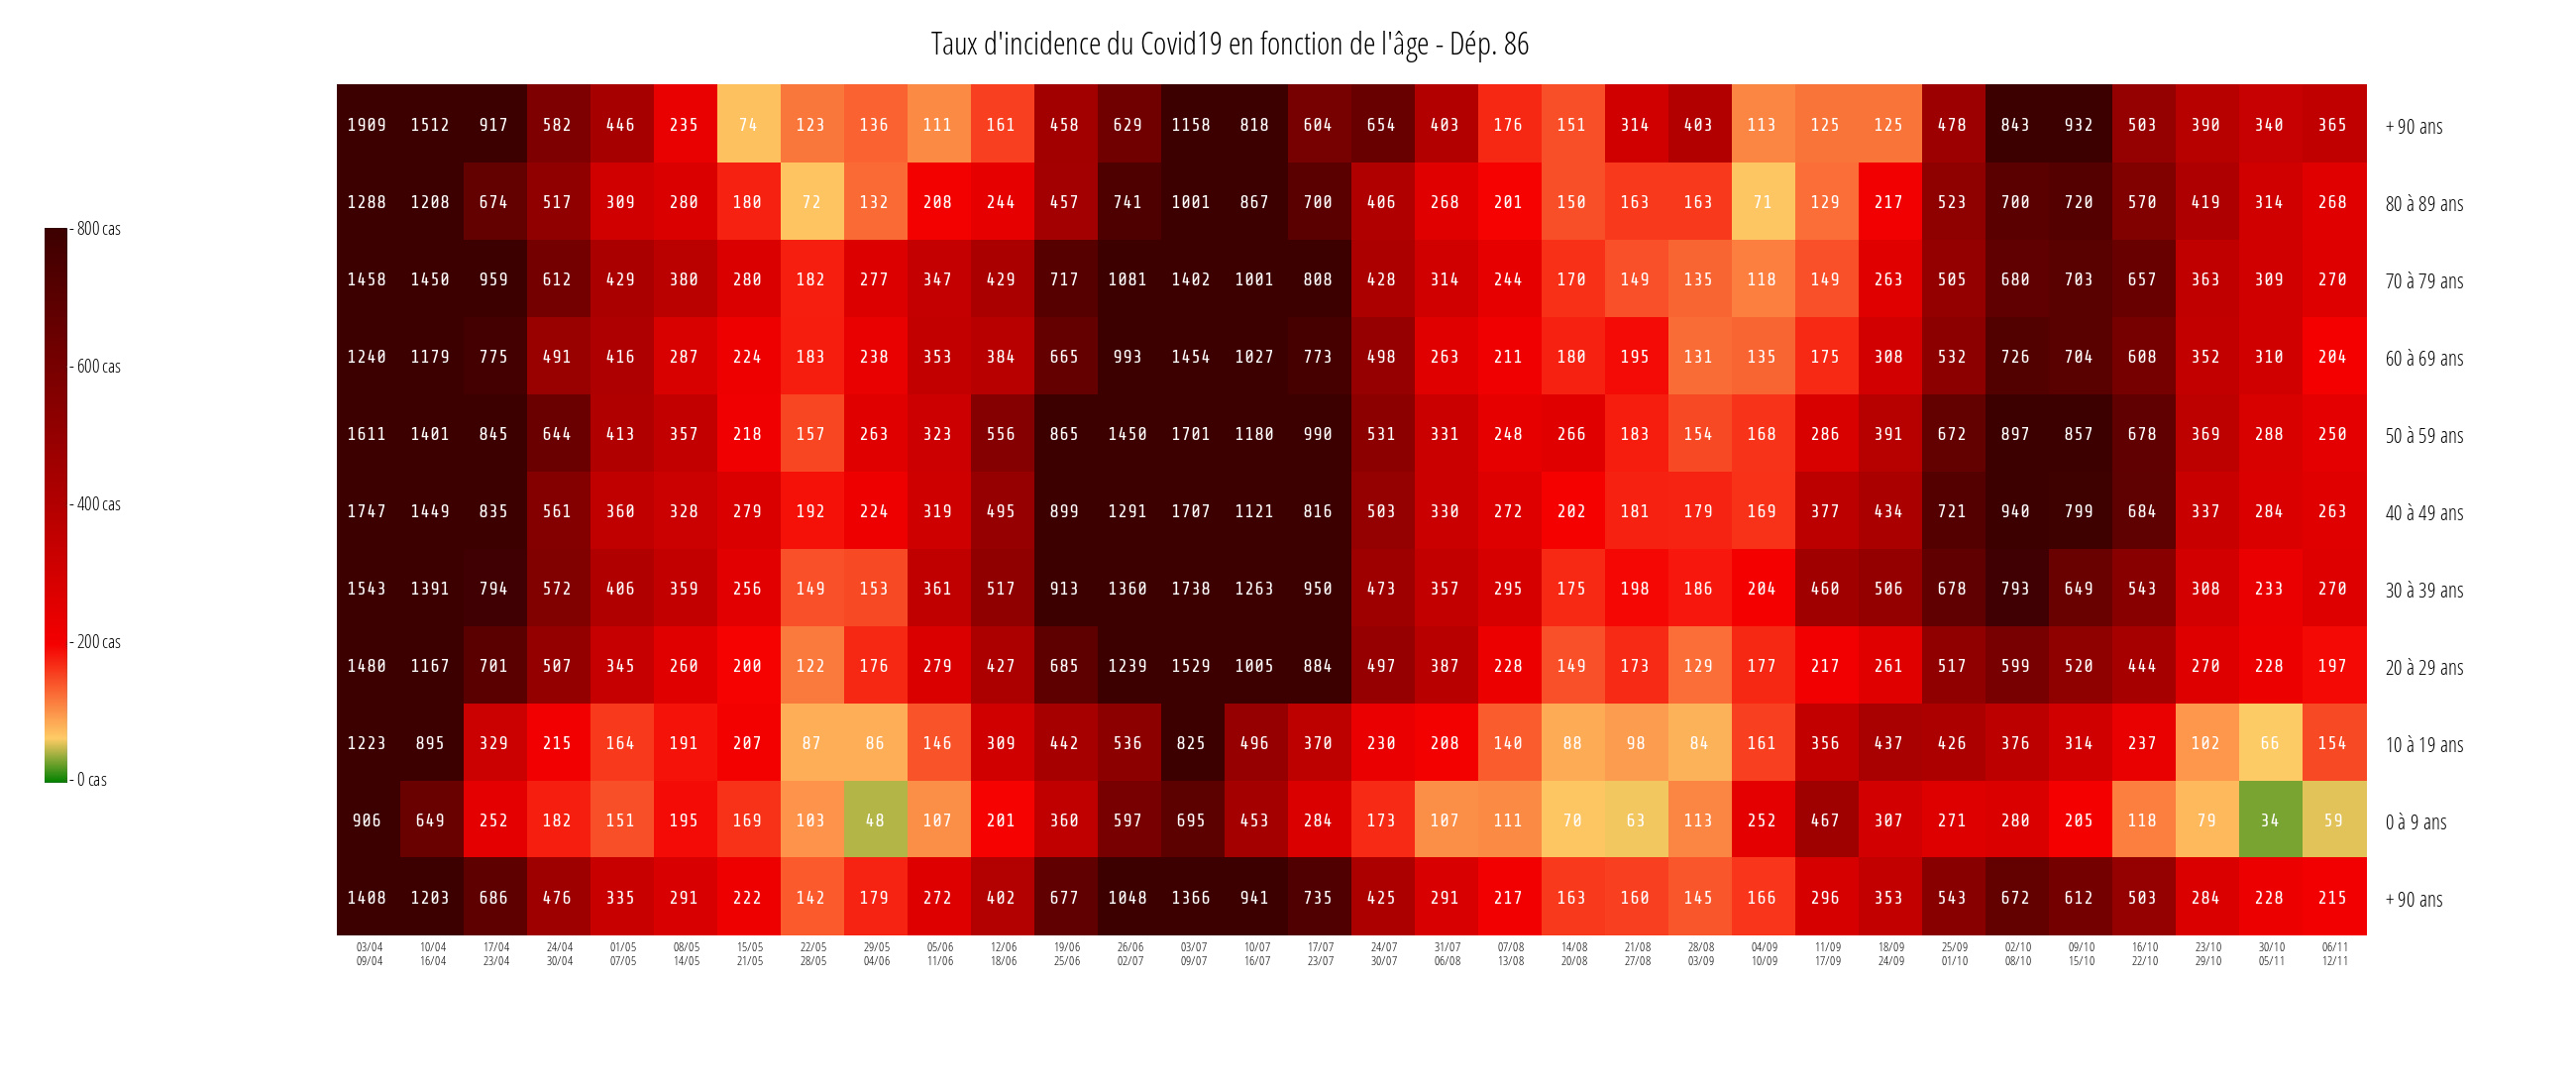 Taux d'incidence du Covid19 en fonction de l'âge - Dép. 86
1909 1512 917 582 446 235 74 123 136 111 161 458 629 1158 818 604 654 403 176 151 314 403 113 125 125 478 843 932 503 390 340 365 + 90 ans
1288 1208 674 517 309 280 180 72 132 208 244 457 741 1001 867 700 406 268 201 150 163 163 71 129 217 523 700 720 570 419 314 268 80 à 89 ans
- 800 cas
1458 1450 959 612 429 380 280 182 277 347 429 717 1081 1402 1001 808 428 314 244 170 149 135 118 149 263 505 680 703 657 363 309 270 70 à 79 ans
1240 1179 775 491 416 287 224 183 238 353 384 665 993 1454 1027 773 498 263 211 180 195 131 135 175 308 532 726 704 608 352 310 204 60 à 69 ans
- 600 cas
1611 1401 845 644 413 357 218 157 263 323 556 865 1450 1701 1180 990 531 331 248 266 183 154 168 286 391 672 897 857 678 369 288 250 50 à 59 ans
- 400 cas
1747 1449 835 561 360 328 279 192 224 319 495 899 1291 1707 1121 816 503 330 272 202 181 179 169 377 434 721 940 799 684 337 284 263 40 à 49 ans
1543 1391 794 572 406 359 256 149 153 361 517 913 1360 1738 1263 950 473 357 295 175 198 186 204 460 506 678 793 649 543 308 233 270 30 à 39 ans
- 200 cas
1480 1167 701 507 345 260 200 122 176 279 427 685 1239 1529 1005 884 497 387 228 149 173 129 177 217 261 517 599 520 444 270 228 197 20 à 29 ans
1223 895 329 215 164 191 207 87 86 146 309 442 536 825 496 370 230 208 140 88 98 84 161 356 437 426 376 314 237 102 66 154 10 à 19 ans
- 0 cas
906 649 252 182 151 195 169 103 48 107 201 360 597 695 453 284 173 107 111 70 63 113 252 467 307 271 280 205 118 79 34 59 0 à 9 ans
1408 1203 686 476 335 291 222 142 179 272 402 677 1048 1366 941 735 425 291 217 163 160 145 166 296 353 543 672 612 503 284 228 215 + 90 ans
03/04 10/04 17/04 24/04 01/05 08/05 15/05 22/05 29/05 05/06 12/06 19/06 26/06 03/07 10/07 17/07 24/07 31/07 07/08 14/08 21/08 28/08 04/09 11/09 18/09 25/09 02/10 09/10 16/10 23/10 30/10 06/11
09/04 16/04 23/04 30/04 07/05 14/05 21/05 28/05 04/06 11/06 18/06 25/06 02/07 09/07 16/07 23/07 30/07 06/08 13/08 20/08 27/08 03/09 10/09 17/09 24/09 01/10 08/10 15/10 22/10 29/10 05/11 12/11